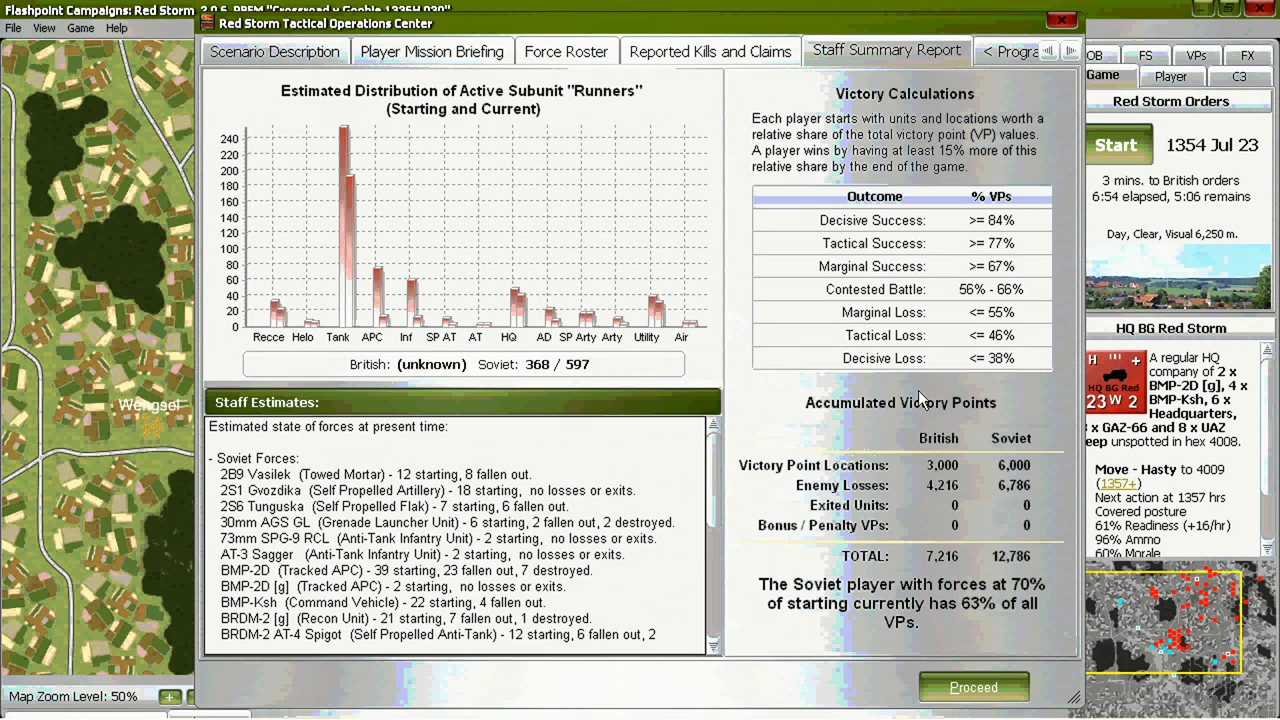 Flashpoint Campaigns: Red Storm 2.0.6 PBEM "Crossroad v Goobie 1335H.030"
Red Storm Tactical Operations Center
File View Game Help
Scenario Description
Player Mission Briefing
Force Roster
Reported Kills and Claims
Staff Summary Report
< Progra
OB FS VPs FX
Game Player C3
Estimated Distribution of Active Subunit "Runners"
(Starting and Current)
240
220
200
180
160
140
120
100
80
60
40
20
0
Recce Helo Tank APC Inf SP AT AT HQ AD SP Arty Arty Utility Air
British: (unknown) Soviet: 368 / 597
Staff Estimates:
Estimated state of forces at present time:
- Soviet Forces:
2B9 Vasilek (Towed Mortar) - 12 starting, 8 fallen out.
2S1 Gvozdika (Self Propelled Artillery) - 18 starting, no losses or exits.
2S6 Tunguska (Self Propelled Flak) - 7 starting, 6 fallen out.
30mm AGS GL (Grenade Launcher Unit) - 6 starting, 2 fallen out, 2 destroyed.
73mm SPG-9 RCL (Anti-Tank Infantry Unit) - 2 starting, no losses or exits.
AT-3 Sagger (Anti-Tank Infantry Unit) - 2 starting, no losses or exits.
BMP-2D (Tracked APC) - 39 starting, 23 fallen out, 7 destroyed.
BMP-2D [g] (Tracked APC) - 2 starting, no losses or exits.
BMP-Ksh (Command Vehicle) - 22 starting, 4 fallen out.
BRDM-2 [g] (Recon Unit) - 21 starting, 7 fallen out, 1 destroyed.
BRDM-2 AT-4 Spigot (Self Propelled Anti-Tank) - 12 starting, 6 fallen out, 2
Victory Calculations
Each player starts with units and locations worth a
relative share of the total victory point (VP) values.
A player wins by having at least 15% more of this
relative share by the end of the game.
Outcome % VPs
Decisive Success: >= 84%
Tactical Success: >= 77%
Marginal Success: >= 67%
Contested Battle: 56% - 66%
Marginal Loss: <= 55%
Tactical Loss: <= 46%
Decisive Loss: <= 38%
Accumulated Victory Points
British Soviet
Victory Point Locations: 3,000 6,000
Enemy Losses: 4,216 6,786
Exited Units: 0 0
Bonus / Penalty VPs: 0 0
TOTAL: 7,216 12,786
The Soviet player with forces at 70%
of starting currently has 63% of all
VPs.
Proceed
Red Storm Orders
Start 1354 Jul 23
3 mins. to British orders
6:54 elapsed, 5:06 remains
Day, Clear, Visual 6,250 m.
HQ BG Red Storm
H +
HQ BG Red
23 W 2
A regular HQ
company of 2 x
BMP-2D [g], 4 x
BMP-Ksh, 6 x
Headquarters,
x GAZ-66 and 8 x UAZ
eep unspotted in hex 4008.
Move - Hasty to 4009
(1357+)
Next action at 1357 hrs
Covered posture
61% Readiness (+16/hr)
96% Ammo
60% Morale
Wengsel
Map Zoom Level: 50% +